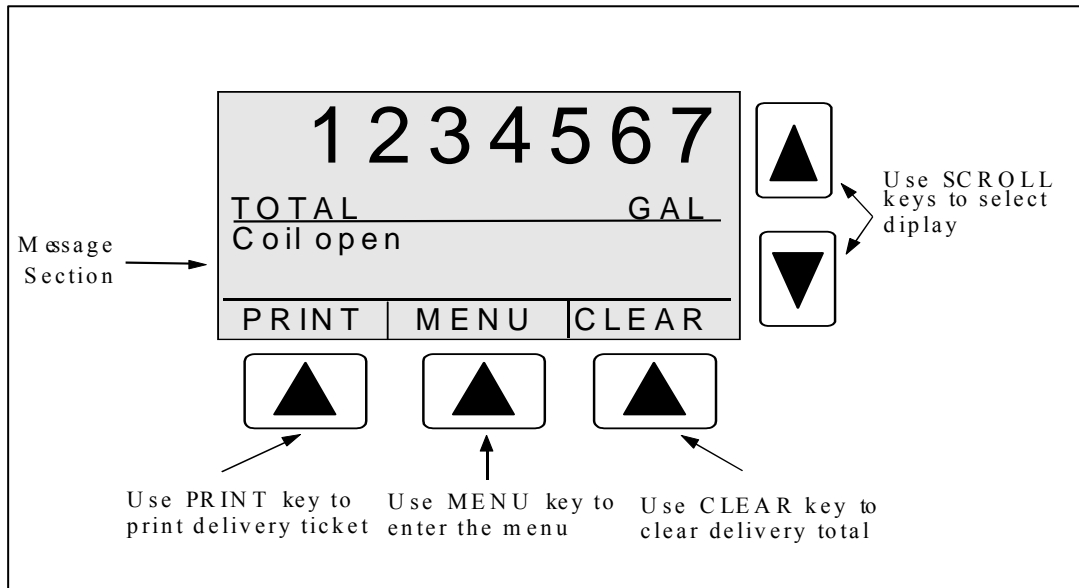 1234567
TOTAL GAL
Coil open
PRINT MENU CLEAR
Message
Section
Use SCROLL
keys to select
diplay
Use PRINT key to
print delivery ticket
Use MENU key to
enter the menu
Use CLEAR key to
clear delivery total